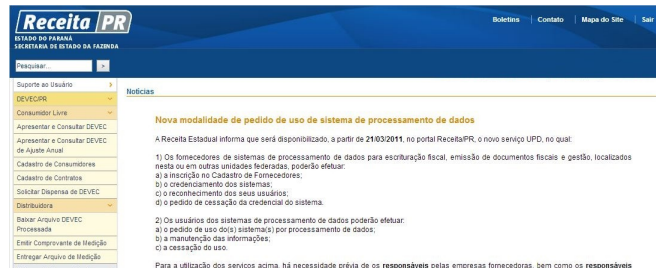 Receita PR
ESTADO DO PARANÁ
SECRETARIA DE ESTADO DA FAZENDA
Boletins | Contato | Mapa do Site | Sair
Pesquisar... >
Suporte ao Usuário
DEVEC/PR
Consumidor Livre
Apresentar e Consultar DEVEC
Apresentar e Consultar DEVEC
de Ajuste Anual
Cadastro de Consumidores
Cadastro de Contratos
Solicitar Dispensa de DEVEC
Distribuidora
Baixar Arquivo DEVEC
Processada
Emitir Comprovante de Medição
Entregar Arquivo de Medição
Notícias
Nova modalidade de pedido de uso de sistema de processamento de dados
A Receita Estadual informa que será disponibilizado, a partir de 21/03/2011, no portal Receita/PR, o novo serviço UPD, no qual:
1) Os fornecedores de sistemas de processamento de dados para escrituração fiscal, emissão de documentos fiscais e gestão, localizados
nesta ou em outras unidades federadas, poderão efetuar:
a) a inscrição no Cadastro de Fornecedores;
b) o credenciamento dos sistemas;
c) o reconhecimento dos seus usuários;
d) o pedido de cessação da credencial do sistema.
2) Os usuários dos sistemas de processamento de dados poderão efetuar:
a) o pedido de uso do(s) sistema(s) por processamento de dados;
b) a manutenção das informações;
c) a cessação do uso.
Para a utilização dos serviços acima, há necessidade prévia de os responsáveis pelas empresas fornecedoras, bem como os responsáveis